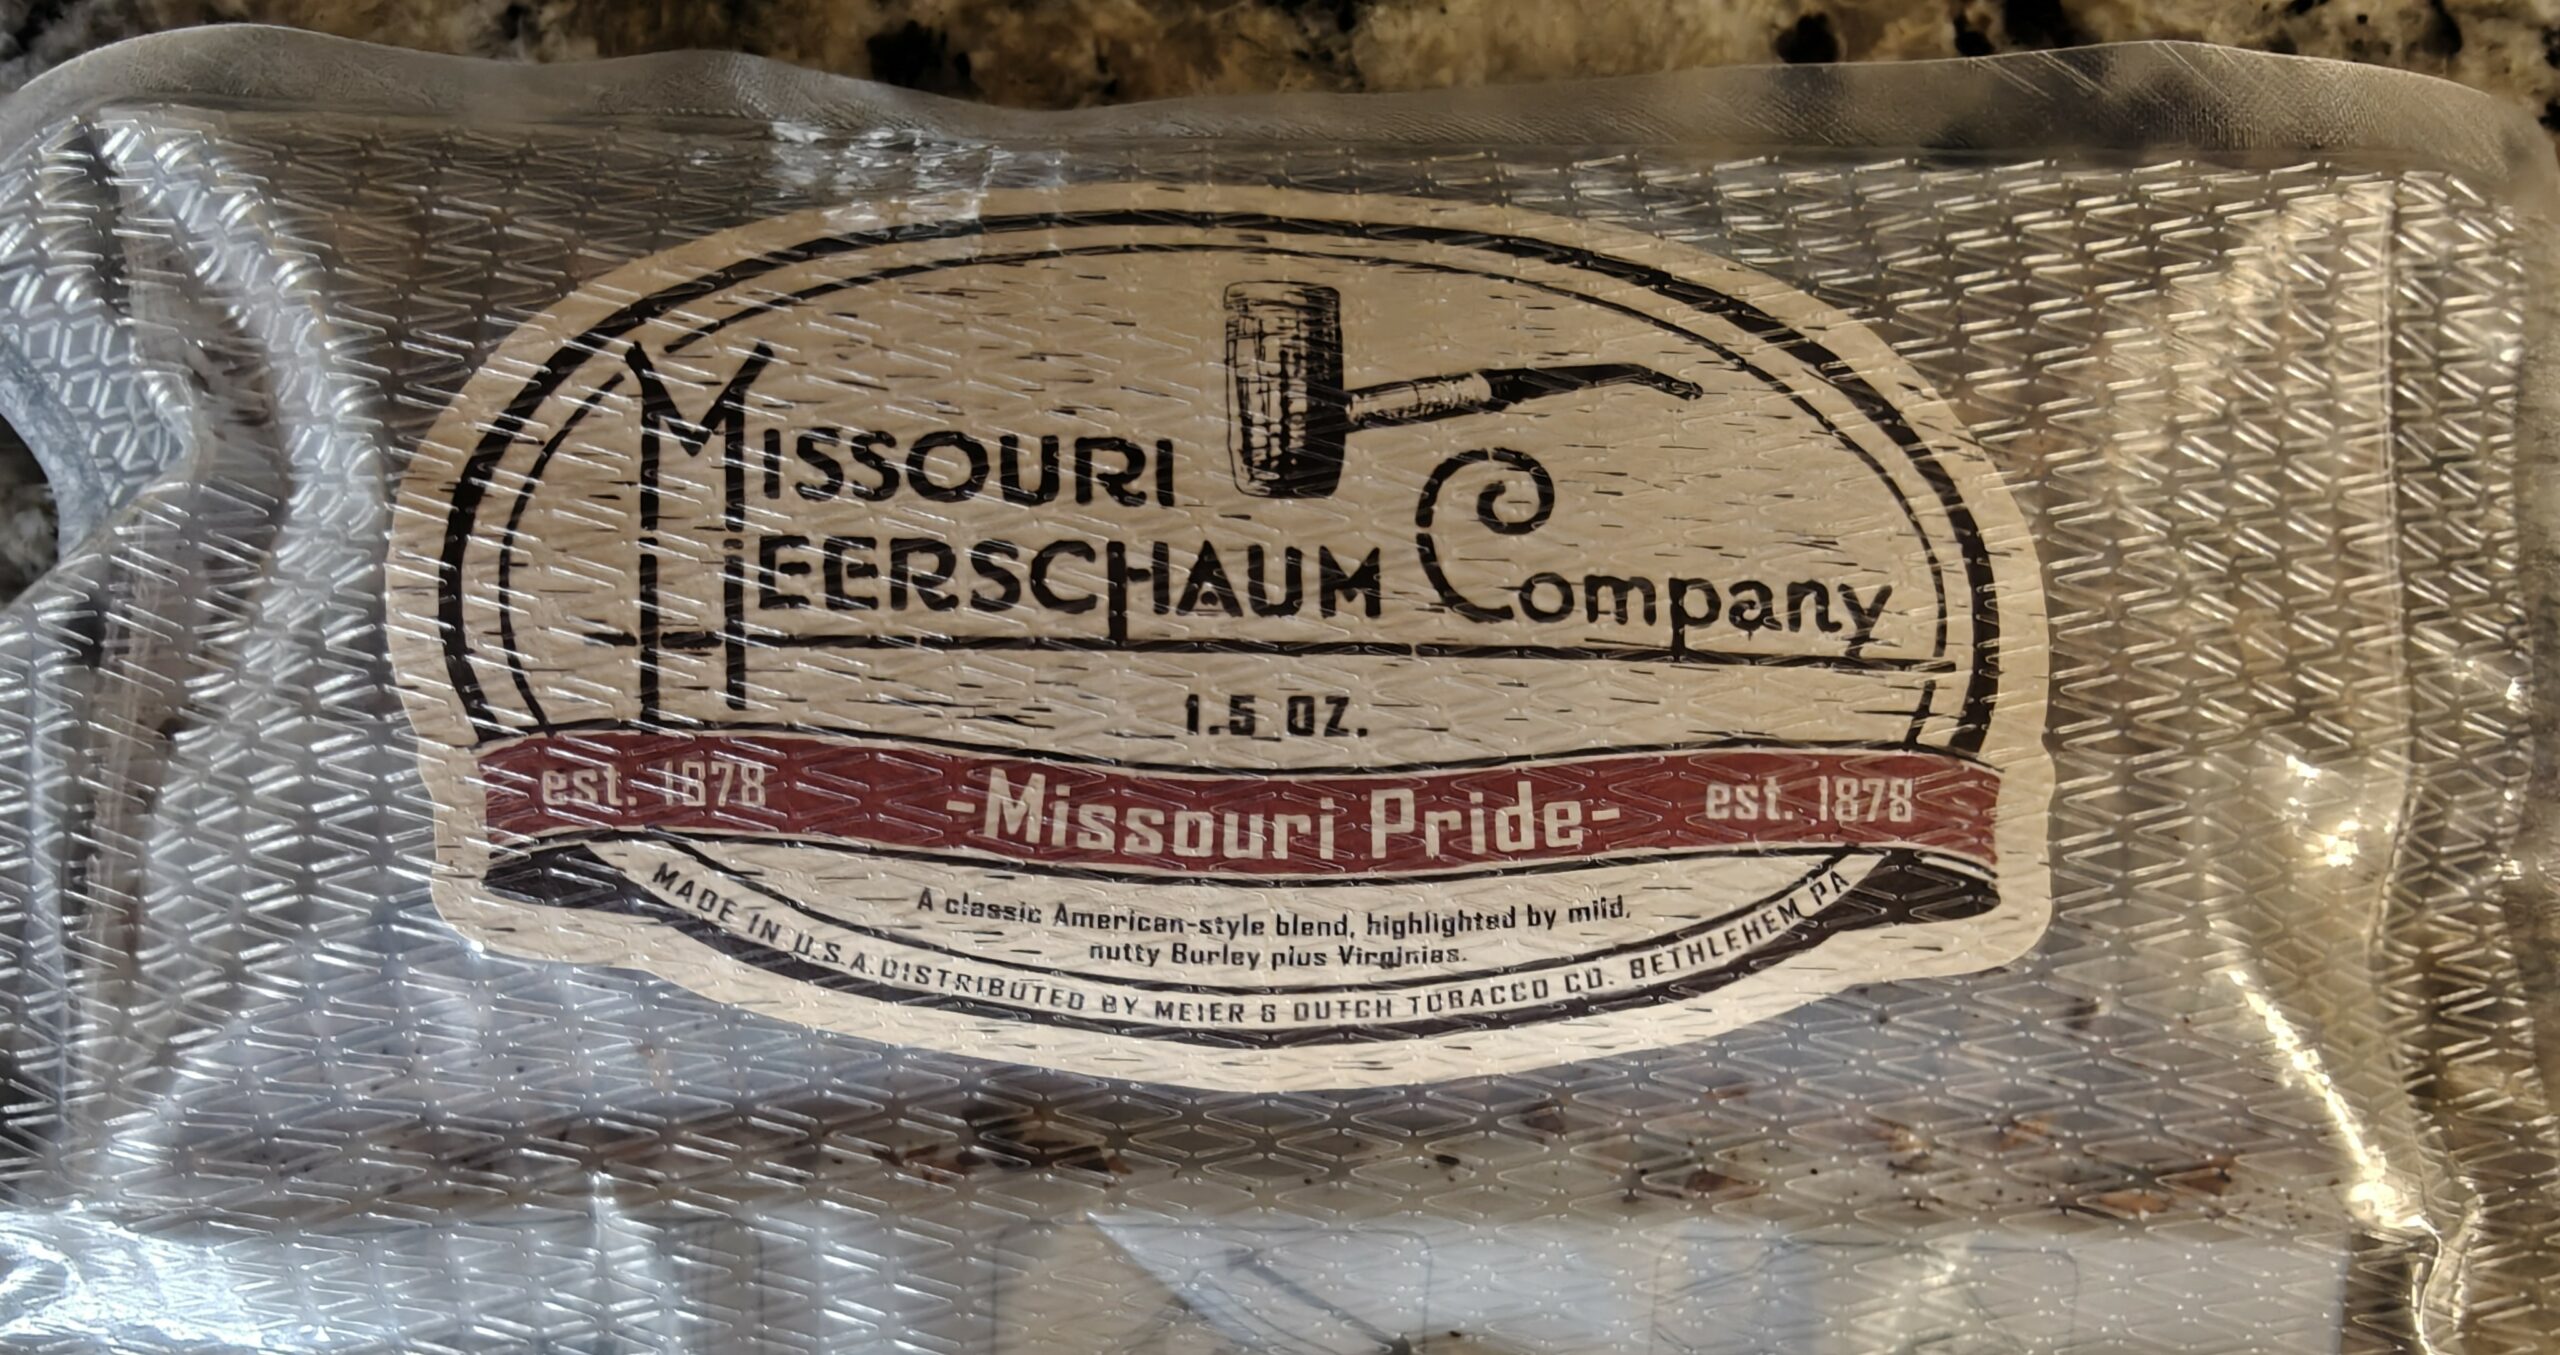 MISSOURI
MEERSCHAUM Company
1.5 OZ.
est. 1878 -Missouri Pride- est. 1878
A classic American-style blend, highlighted by mild,
nutty Burley plus Virginias.
MADE IN U.S.A. DISTRIBUTED BY MEIER & DUTCH TOBACCO CO. BETHLEHEM PA